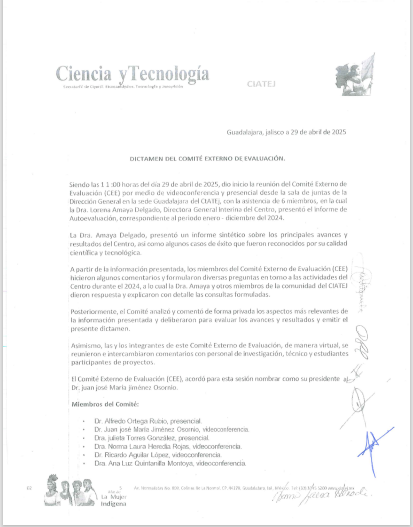 Ciencia y Tecnología
CIATEJ
Guadalajara, Jalisco a 29 de abril de 2025
DICTAMEN DEL COMITÉ EXTERNO DE EVALUACIÓN.
Siendo las 11:00 horas del día 29 de abril de 2025, dio inicio la reunión del Comité Externo de
Evaluación (CEE) por medio de videoconferencia y presencial desde la sala de juntas de la
Dirección General en la sede Guadalajara del CIATEJ, con la asistencia de 6 miembros, en la cual
la Dra. Lorena Amaya Delgado, Directora General Interina del Centro, presentó el informe de
Autoevaluación, correspondiente al periodo enero - diciembre del 2024.
La Dra. Amaya Delgado, presentó un informe sintético sobre los principales avances y
resultados del Centro, así como algunos casos de éxito que fueron reconocidos por su calidad
científica y tecnológica.
A partir de la información presentada, los miembros del Comité Externo de Evaluación (CEE)
hicieron algunos comentarios y formularon diversas preguntas en torno a las actividades del
Centro durante el 2024, a lo cual la Dra. Amaya y otros miembros de la comunidad del CIATEJ
dieron respuesta y explicaron con detalle las consultas formuladas.
Posteriormente, el Comité analizó y comentó de forma privada los aspectos más relevantes de
la información presentada y deliberaron para evaluar los avances y resultados y emitir el
presente dictamen.
Asimismo, las y los integrantes de este Comité Externo de Evaluación, de manera virtual, se
reunieron e intercambiaron comentarios con personal de investigación, técnico y estudiantes
participantes de proyectos.
El Comité Externo de Evaluación (CEE), acordó para esta sesión nombrar como su presidente al
Dr. Juan José María Jiménez Osornio.
Miembros del Comité:
• Dr. Alfredo Ortega Rubio, presencial.
• Dr. Juan José María Jiménez Osornio, videoconferencia.
• Dra. Julieta Torres González, presencial.
• Dra. Norma Laura Heredia Rojas, videoconferencia.
• Dr. Ricardo Aguilar López, videoconferencia
• Dra. Ana Luz Quintanilla Montoya, videoconferencia.
La Mujer
Indígena